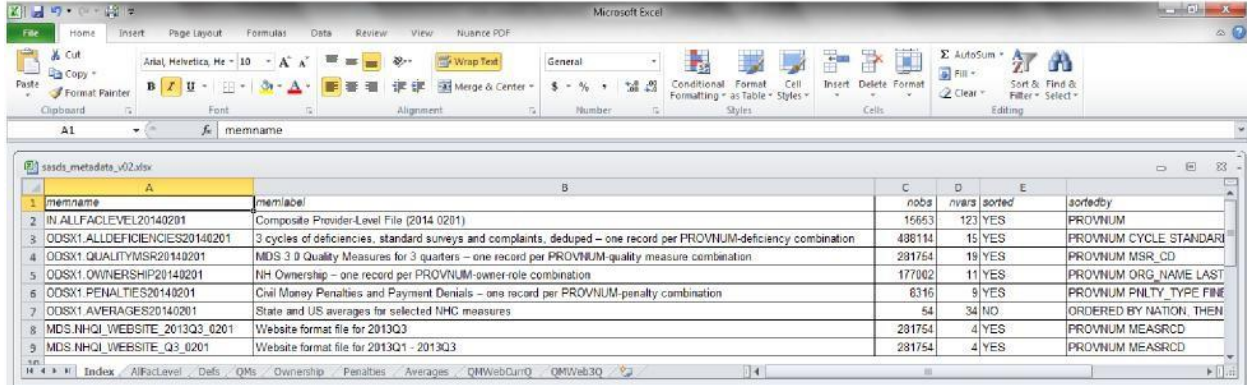 Microsoft Excel
File Home Insert Page Layout Formulas Data Review View Nuance PDF
Cut
Arial, Helvetica, He 10
Wrap Text
General
Σ AutoSum
Copy
Fill
Paste
Format Painter
B I U
Merge & Center
$ % ,
Conditional Formatting Format as Table Cell Styles
Insert Delete Format
Clear
Sort & Filter Find & Select
Clipboard Font Alignment Number Styles Cells Editing
A1 fx memname
sasds_metadata_v02.xlsx
A B C D E
1 memname memlabel nobs nvars sorted sortedby
2 IN.ALLFACLEVEL20140201 Composite Provider-Level File (2014 0201) 15653 123 YES PROVNUM
3 ODSX1.ALLDEFICIENCIES20140201 3 cycles of deficiencies, standard surveys and complaints, deduped – one record per PROVNUM-deficiency combination 488114 15 YES PROVNUM CYCLE STANDARD
4 ODSX1.QUALITYMSR20140201 MDS 3 0 Quality Measures for 3 quarters – one record per PROVNUM-quality measure combination 281754 19 YES PROVNUM MSR_CD
5 ODSX1.OWNERSHIP20140201 NH Ownership – one record per PROVNUM-owner-role combination 177002 11 YES PROVNUM ORG_NAME LAST
6 ODSX1.PENALTIES20140201 Civil Money Penalties and Payment Denials – one record per PROVNUM-penalty combination 6316 9 YES PROVNUM PNLTY_TYPE FINE
7 ODSX1.AVERAGES20140201 State and US averages for selected NHC measures 54 34 NO ORDERED BY NATION, THEN
8 MDS.NHQI_WEBSITE_2013Q3_0201 Website format file for 2013Q3 281754 4 YES PROVNUM MEASRCD
9 MDS.NHQI_WEBSITE_Q3_0201 Website format file for 2013Q1 - 2013Q3 281754 4 YES PROVNUM MEASRCD
10
Index AllFacLevel Defs QMs Ownership Penalties Averages QMWebCurrQ QMWeb3Q